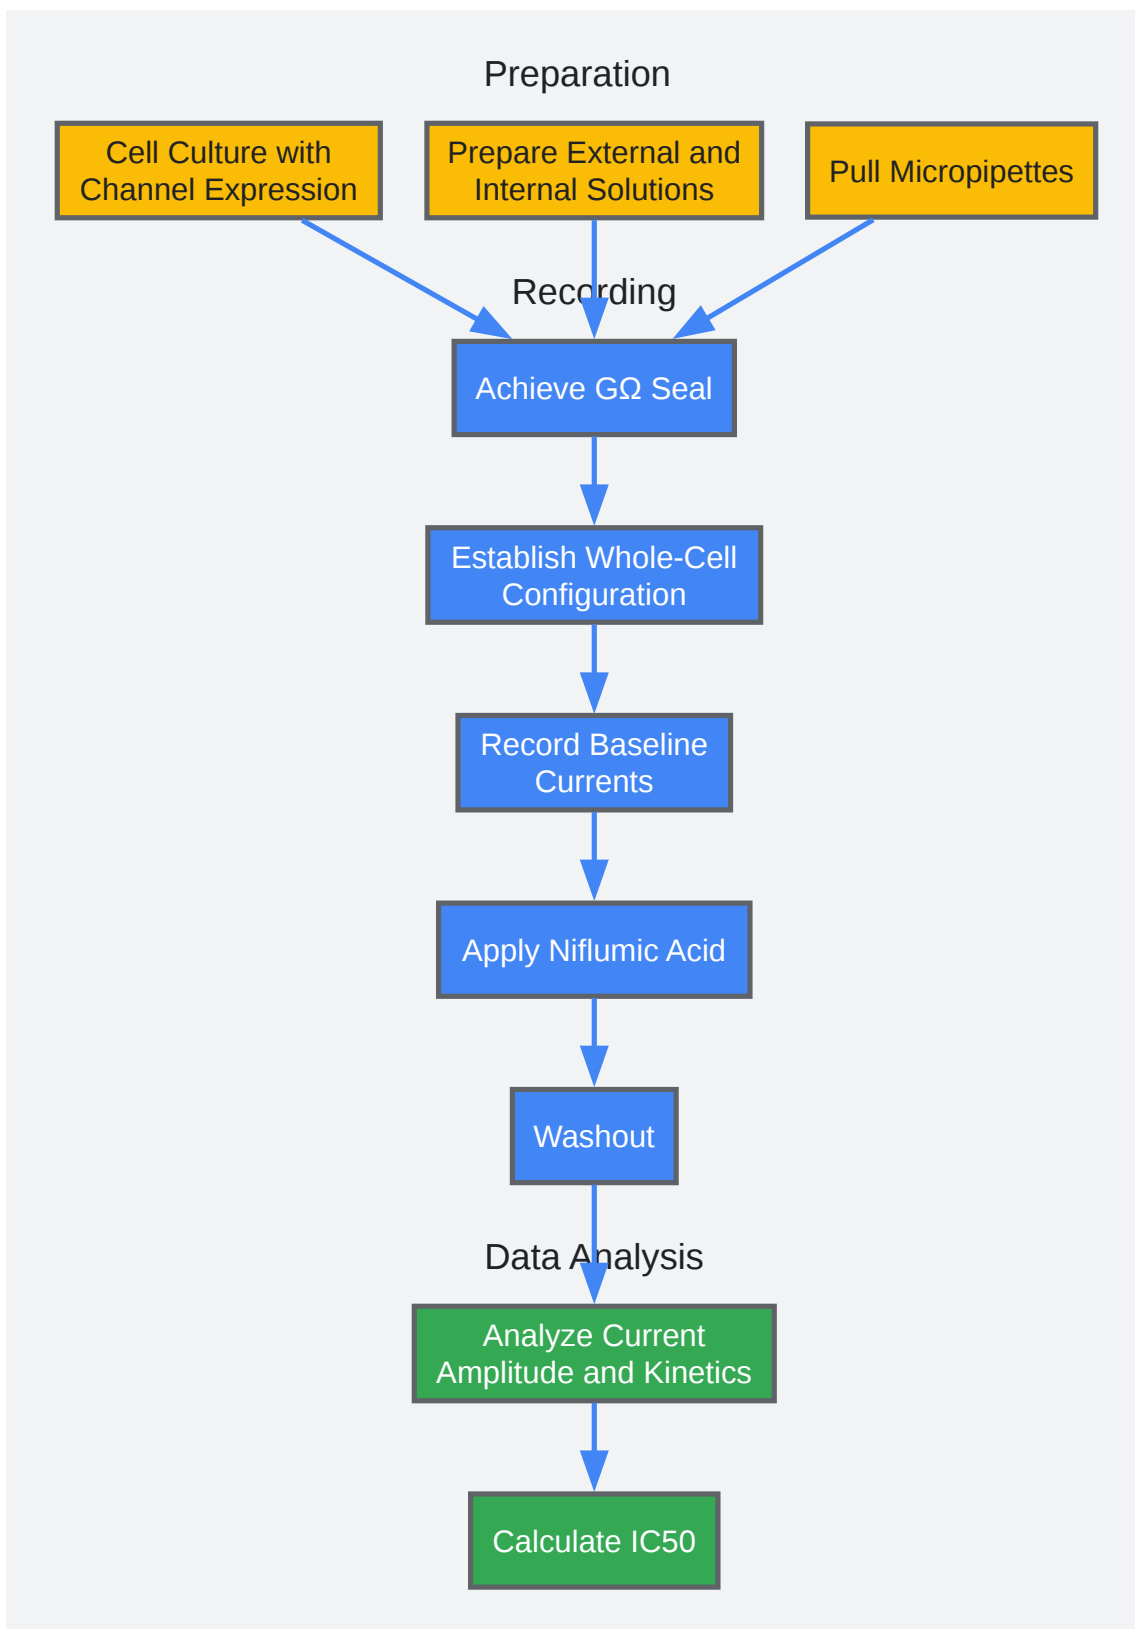 Preparation
Cell Culture with
Channel Expression
Prepare External and
Internal Solutions
Pull Micropipettes
Recording
Achieve GΩ Seal
Establish Whole-Cell
Configuration
Record Baseline
Currents
Apply Niflumic Acid
Washout
Data Analysis
Analyze Current
Amplitude and Kinetics
Calculate IC50